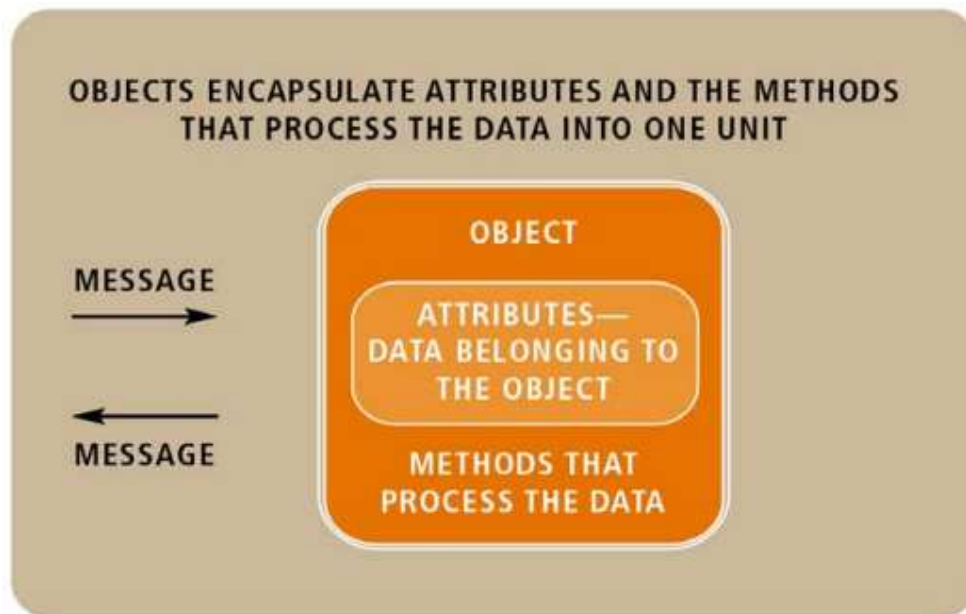 OBJECTS ENCAPSULATE ATTRIBUTES AND THE METHODS
THAT PROCESS THE DATA INTO ONE UNIT
OBJECT
MESSAGE
ATTRIBUTES—
DATA BELONGING TO
THE OBJECT
MESSAGE
METHODS THAT
PROCESS THE DATA